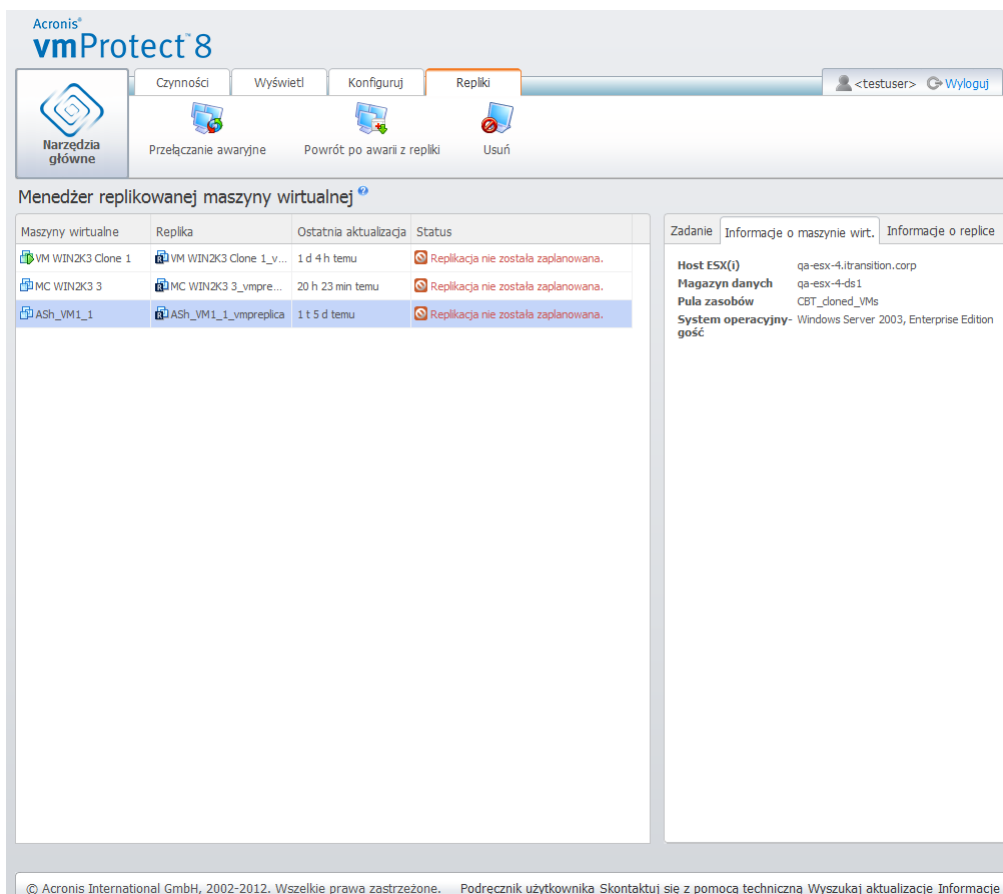 Acronis®
vmProtect™8
Czynności Wyświetl Konfiguruj Repliki <testuser> Wyloguj
Narzędzia główne
Przełączanie awaryjne Powrót po awarii z repliki Usuń
Menedżer replikowanej maszyny wirtualnej
Maszyny wirtualne Replika Ostatnia aktualizacja Status
VM WIN2K3 Clone 1 VM WIN2K3 Clone 1_v... 1 d 4 h temu Replikacja nie została zaplanowana.
MC WIN2K3 3 MC WIN2K3 3_vmpre... 20 h 23 min temu Replikacja nie została zaplanowana.
ASh_VM1_1 ASh_VM1_1_vmpreplica 1 t 5 d temu Replikacja nie została zaplanowana.
Zadanie Informacje o maszynie wirt. Informacje o replice
Host ESX(i) qa-esx-4.itransition.corp
Magazyn danych qa-esx-4-ds1
Pula zasobów CBT_cloned_VMs
System operacyjny- Windows Server 2003, Enterprise Edition
gość
© Acronis International GmbH, 2002-2012. Wszelkie prawa zastrzeżone. Podręcznik użytkownika Skontaktuj się z pomocą techniczną Wyszukaj aktualizacje Informacje